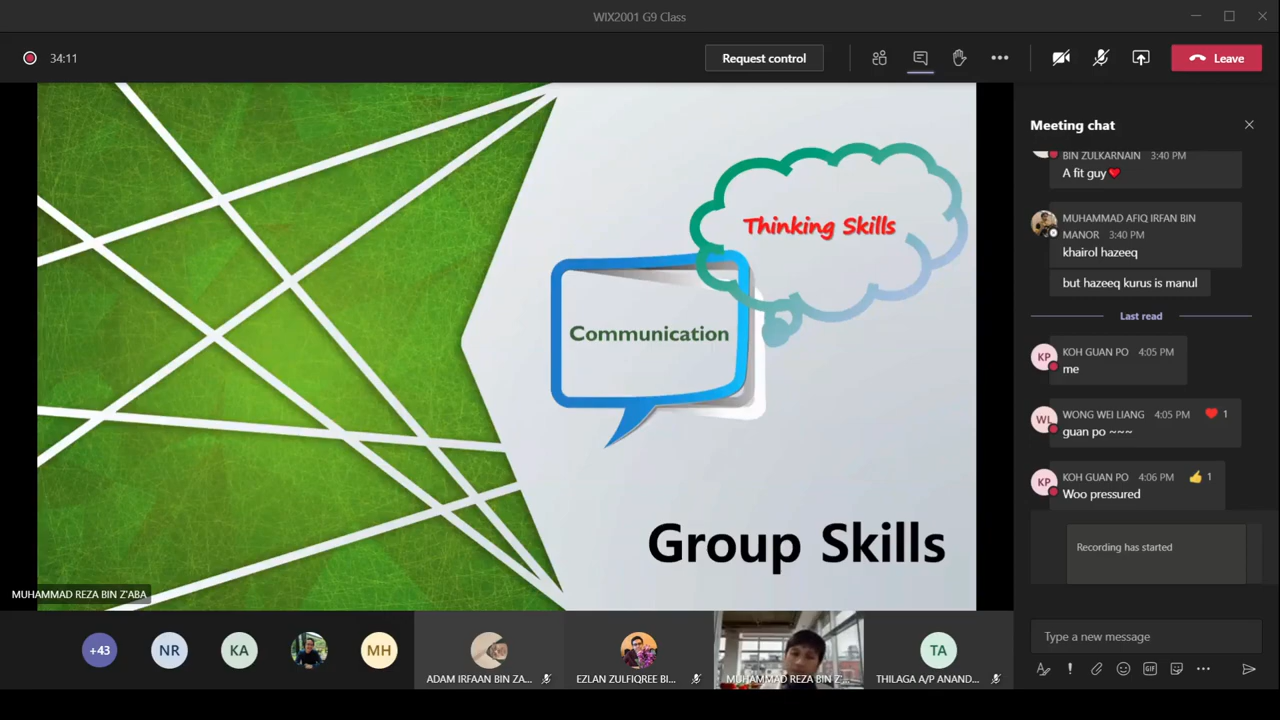 WIX2001 G9 Class
34:11
Request control
Leave
Thinking Skills
Communication
Group Skills
MUHAMMAD REZA BIN Z'ABA
Meeting chat
BIN ZULKARNAIN 3:40 PM
A fit guy❤️
MUHAMMAD AFIQ IRFAN BIN
MANOR 3:40 PM
khairol hazeeq
but hazeeq kurus is manul
Last read
KP
KOH GUAN PO 4:05 PM
me
WL
WONG WEI LIANG 4:05 PM ❤️ 1
guan po ~~~
KP
KOH GUAN PO 4:06 PM 👍 1
Woo pressured
Recording has started
Type a new message
GIF
+43
NR
KA
MH
ADAM IRFAAN BIN ZA...
EZLAN ZULFIQREE BI...
MUHAMMAD REZA BIN Z'...
TA
THILAGA A/P ANAND...